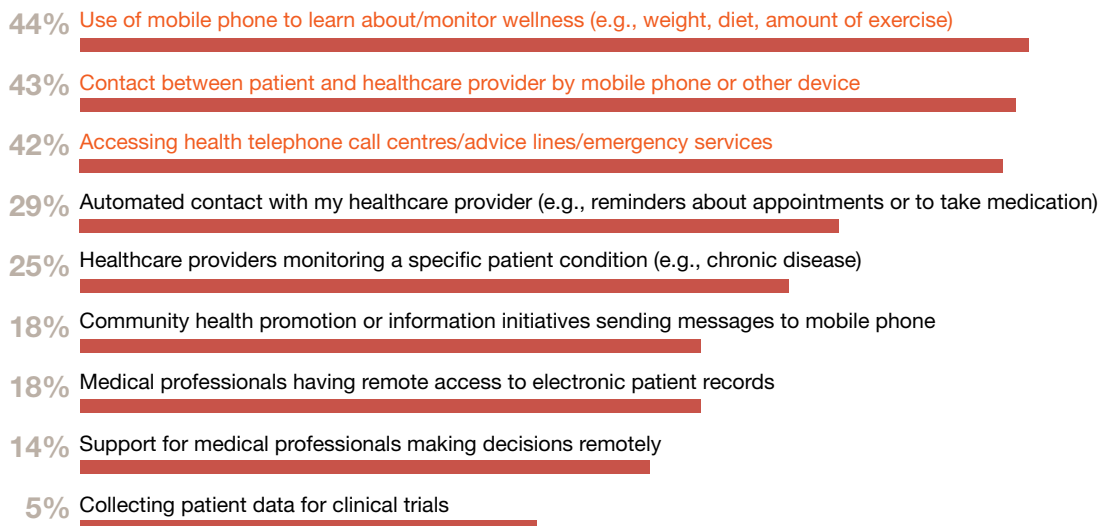 44% Use of mobile phone to learn about/monitor wellness (e.g., weight, diet, amount of exercise)
43% Contact between patient and healthcare provider by mobile phone or other device
42% Accessing health telephone call centres/advice lines/emergency services
29% Automated contact with my healthcare provider (e.g., reminders about appointments or to take medication)
25% Healthcare providers monitoring a specific patient condition (e.g., chronic disease)
18% Community health promotion or information initiatives sending messages to mobile phone
18% Medical professionals having remote access to electronic patient records
14% Support for medical professionals making decisions remotely
5% Collecting patient data for clinical trials